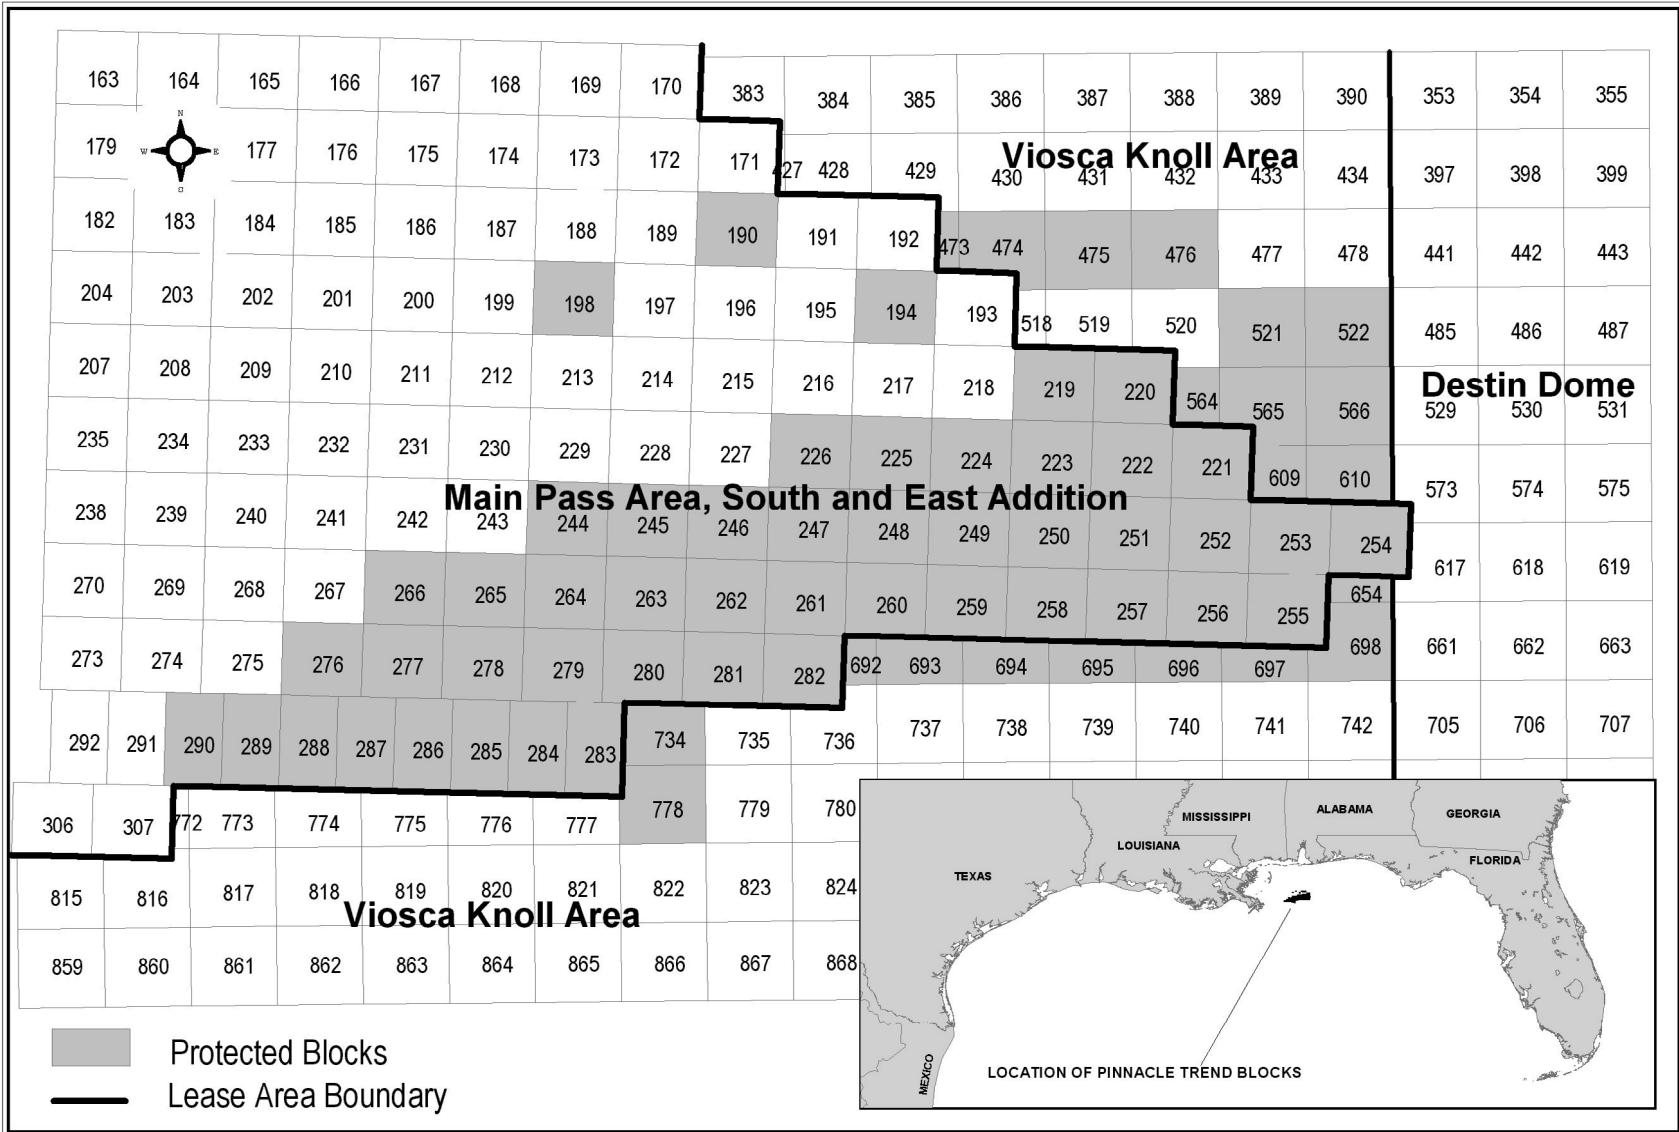 163 164 165 166 167 168 169 170 383 384 385 386 387 388 389 390 353 354 355
N
W E
179 177 176 175 174 173 172 171 427 428 429 430 431 432 433 434 397 398 399
Viosca Knoll Area
182 183 184 185 186 187 188 189 190 191 192 473 474 475 476 477 478 441 442 443
204 203 202 201 200 199 198 197 196 195 194 193 518 519 520 521 522 485 486 487
207 208 209 210 211 212 213 214 215 216 217 218 219 220 564 565 566 529 530 531
Destin Dome
235 234 233 232 231 230 229 228 227 226 225 224 223 222 221 609 610 573 574 575
Main Pass Area, South and East Addition
238 239 240 241 242 243 244 245 246 247 248 249 250 251 252 253 254 617 618 619
270 269 268 267 266 265 264 263 262 261 260 259 258 257 256 255 654
273 274 275 276 277 278 279 280 281 282 692 693 694 695 696 697 698 661 662 663
292 291 290 289 288 287 286 285 284 283 734 735 736 737 738 739 740 741 742 705 706 707
306 307 772 773 774 775 776 777 778 779 780
815 816 817 818 819 820 821 822 823 824
Viosca Knoll Area
859 860 861 862 863 864 865 866 867 868
Protected Blocks
Lease Area Boundary
TEXAS
LOUISIANA
MISSISSIPPI
ALABAMA
GEORGIA
FLORIDA
MEXICO
LOCATION OF PINNACLE TREND BLOCKS